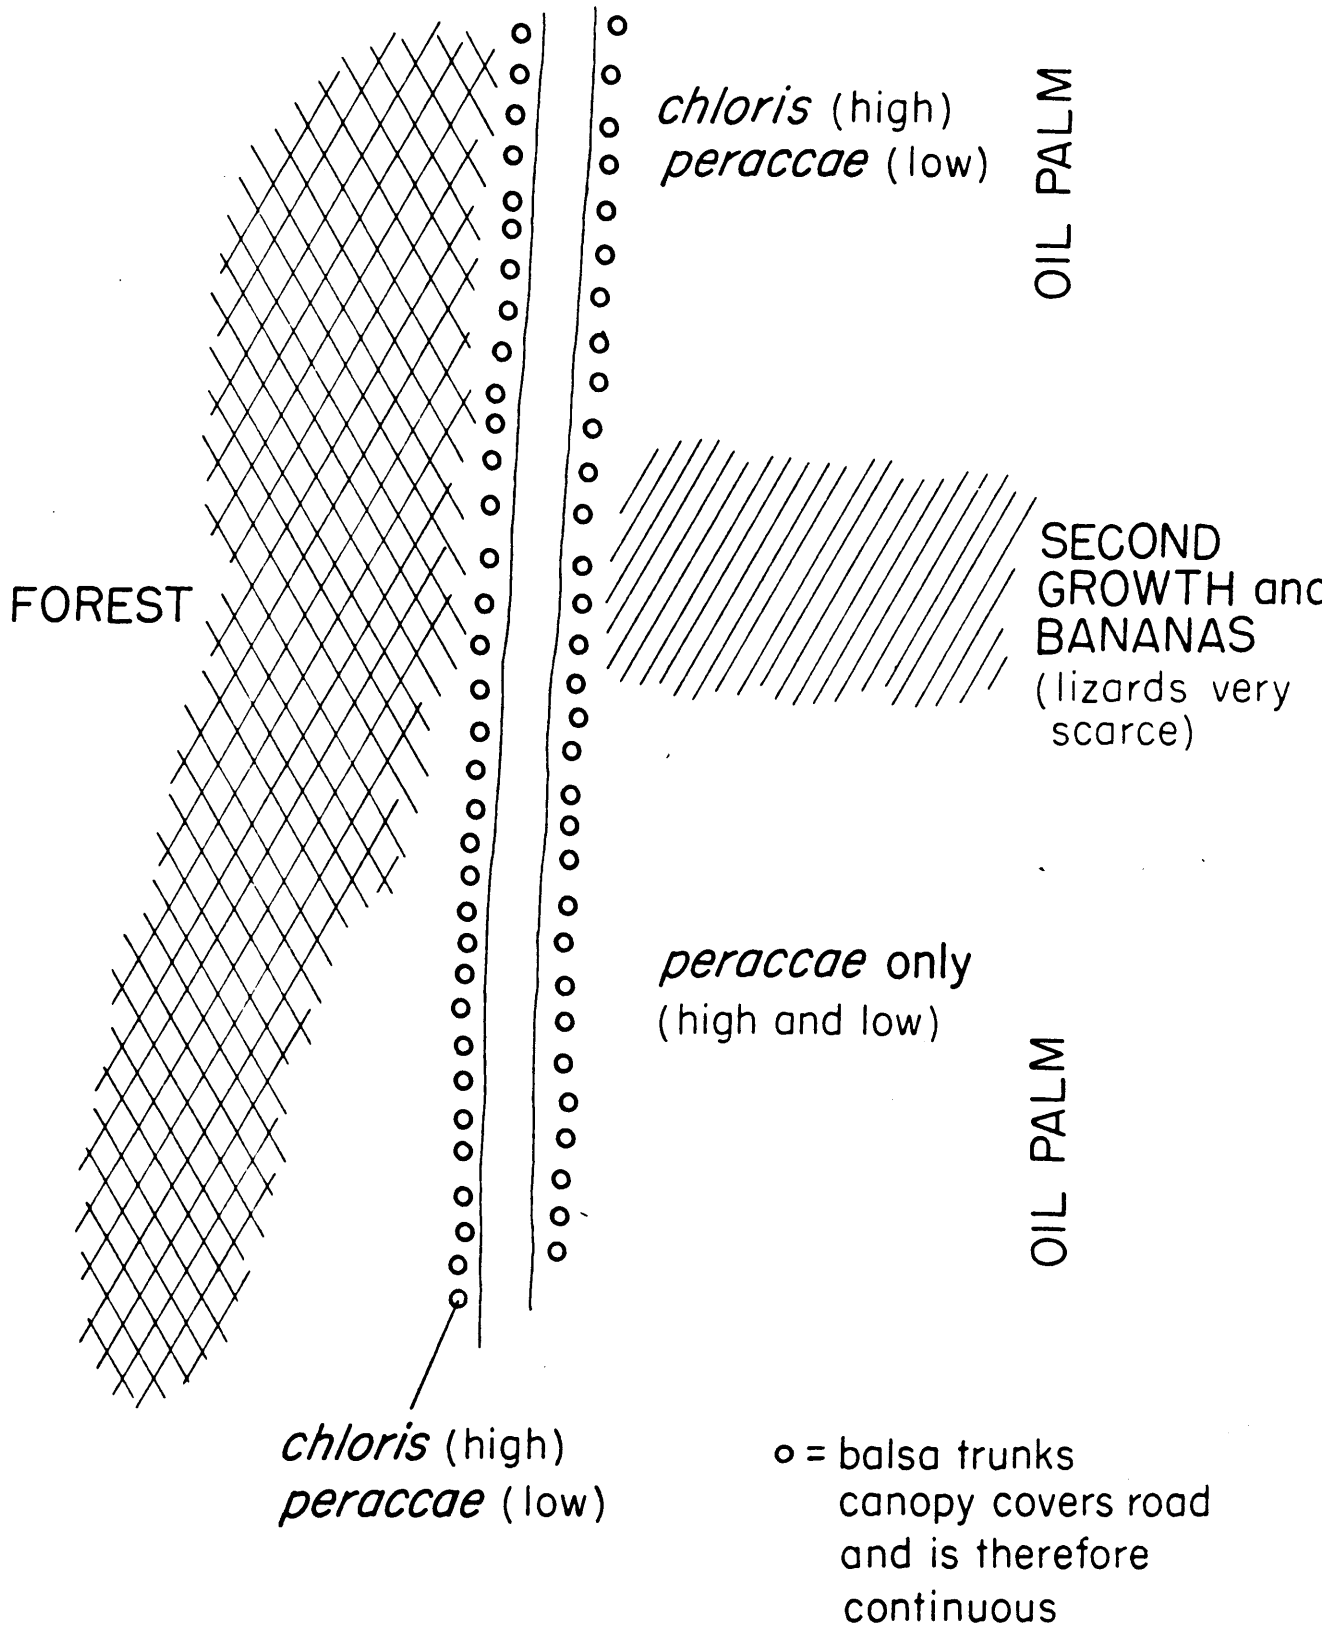 chloris (high)
peraccae (low)
OIL PALM
FOREST
SECOND
GROWTH and
BANANAS
(lizards very
scarce)
peraccae only
(high and low)
OIL PALM
chloris (high)
peraccae (low)
o = balsa trunks
canopy covers road
and is therefore
continuous